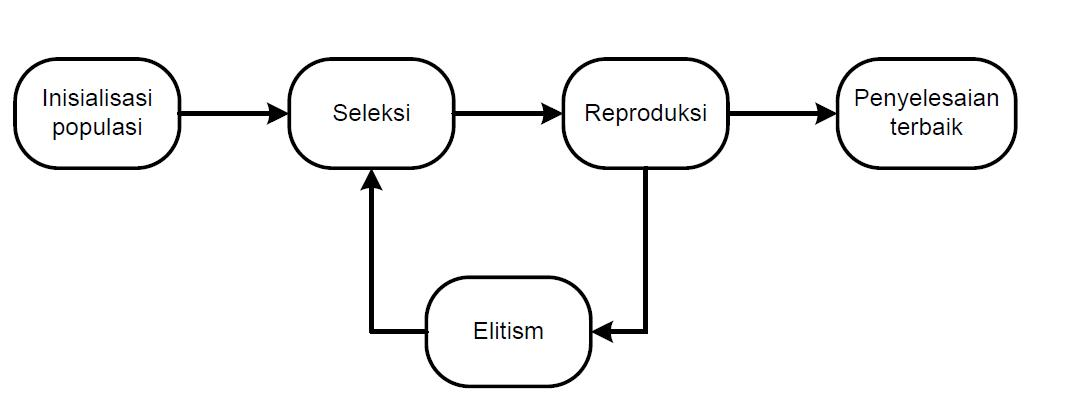 Inisialisasi
populasi
Seleksi
Reproduksi
Penyelesaian
terbaik
Elitism